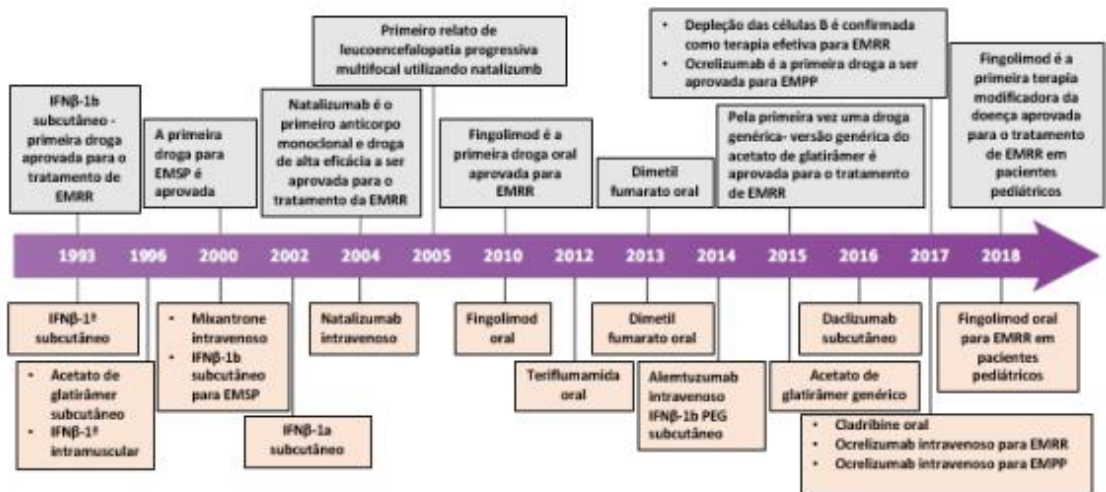 Primeiro relato de
leucoencefalopatia progressiva
multifocal utilizando natalizumb
• Depleção das células B é confirmada
como terapia efetiva para EMRR
• Ocrelizumab é a primeira droga a ser
aprovada para EMPP
IFNβ-1b
subcutâneo -
primeira droga
aprovada para o
tratamento de
EMRR
A primeira
droga para
EMSP é
aprovada
Natalizumab é o
primeiro anticorpo
monoclonal e droga
de alta eficácia a ser
aprovada para o
tratamento da EMRR
Fingolimod é a
primeira droga oral
aprovada para
EMRR
Dimetil
fumarato oral
Pela primeira vez uma droga
genérica- versão genérica do
acetato de glatirâmer é
aprovada para o tratamento
de EMRR
Fingolimod é a
primeira terapia
modificadora da
doença aprovada
para o tratamento
de EMRR em
pacientes
pediátricos
1993 1996 2000 2002 2004 2005 2010 2012 2013 2014 2015 2016 2017 2018
IFNβ-1ª
subcutâneo
• Acetato de
glatirâmer
subcutâneo
• IFNβ-1ª
intramuscular
• Mixantrone
intravenoso
• IFNβ-1b
subcutâneo
para EMSP
IFNβ-1a
subcutâneo
Natalizumab
intravenoso
Fingolimod
oral
Teriflumamida
oral
Dimetil
fumarato oral
Alemtuzumab
intravenoso
IFNβ-1b PEG
subcutâneo
Acetato de
glatirâmer genérico
Daclizumab
subcutâneo
• Cladribine oral
• Ocrelizumab intravenoso para EMRR
• Ocrelizumab intravenoso para EMPP
Fingolimod oral
para EMRR em
pacientes
pediátricos